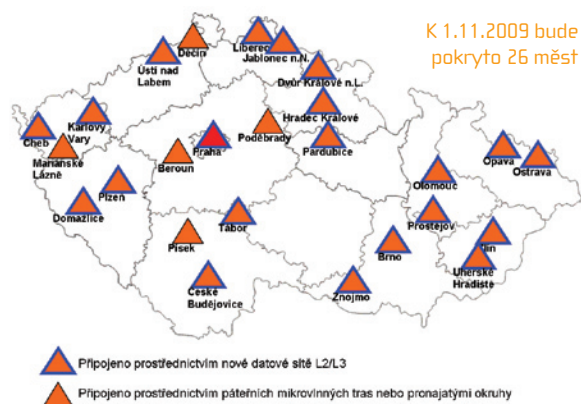 K 1.11.2009 bude
pokryto 26 měst
Děčín
Liberec
Jablonec n.N.
Ústí nad
Labem
Dvůr Králové n.L.
Karlovy
Vary
Hradec Králové
Cheb
Poděbrady
Praha
Mariánské
Lázně
Beroun
Pardubice
Opava
Ostrava
Plzeň
Olomouc
Domažlice
Tábor
Prostějov
Písek
Zlín
Brno
Uherské
Hradiště
České
Budějovice
Znojmo
Připojeno prostřednictvím nové datové sítě L2/L3
Připojeno prostřednictvím páteřních mikrovlnných tras nebo pronajatými okruhy